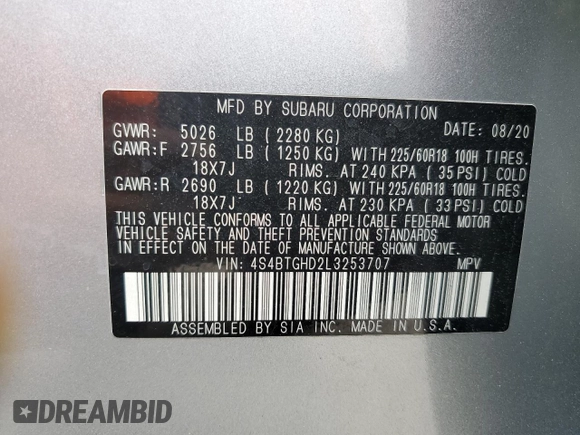 MFD BY SUBARU CORPORATION
GVWR: 5026 LB ( 2280 KG) DATE: 08/20
GAWR:F 2756 LB ( 1250 KG) WITH 225/60R18 100H TIRES.
18X7J RIMS. AT 240 KPA ( 35 PSI) COLD
GAWR:R 2690 LB ( 1220 KG) WITH 225/60R18 100H TIRES.
18X7J RIMS. AT 230 KPA ( 33 PSI) COLD
THIS VEHICLE CONFORMS TO ALL APPLICABLE FEDERAL MOTOR
VEHICLE SAFETY & THEFT PREVENTION STANDARDS
IN EFFECT ON THE DATE OF MANUFACTURE SHOWN ABOVE.
VIN: 4S4BTGHD2L3253707 MPV
ASSEMBLED BY SIA INC. MADE IN U.S.A.
DREAMBID